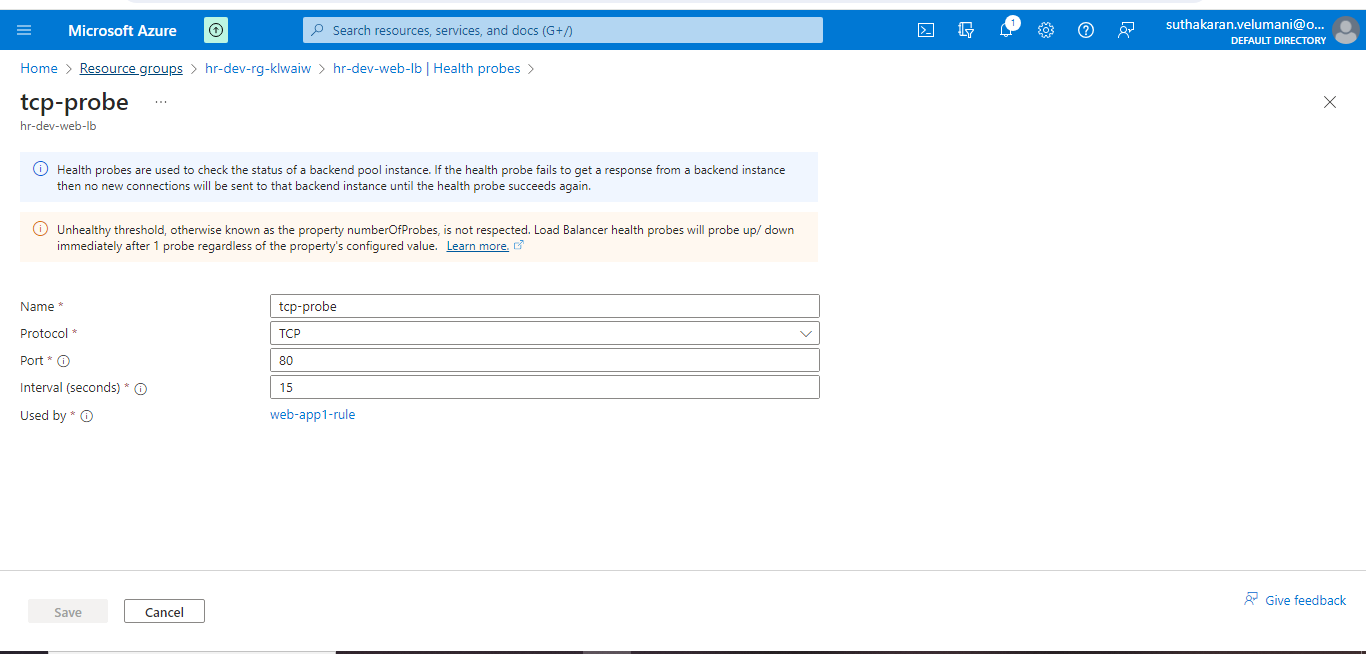 Microsoft Azure
Search resources, services, and docs (G+/)
1
suthakaran.velumani@o...
DEFAULT DIRECTORY
Home > Resource groups > hr-dev-rg-klwaiw > hr-dev-web-lb | Health probes >
tcp-probe ...
hr-dev-web-lb
Health probes are used to check the status of a backend pool instance. If the health probe fails to get a response from a backend instance
then no new connections will be sent to that backend instance until the health probe succeeds again.
Unhealthy threshold, otherwise known as the property numberOfProbes, is not respected. Load Balancer health probes will probe up/ down
immediately after 1 probe regardless of the property's configured value. Learn more.
Name * tcp-probe
Protocol * TCP
Port * 80
Interval (seconds) * 15
Used by * web-app1-rule
Save Cancel
Give feedback